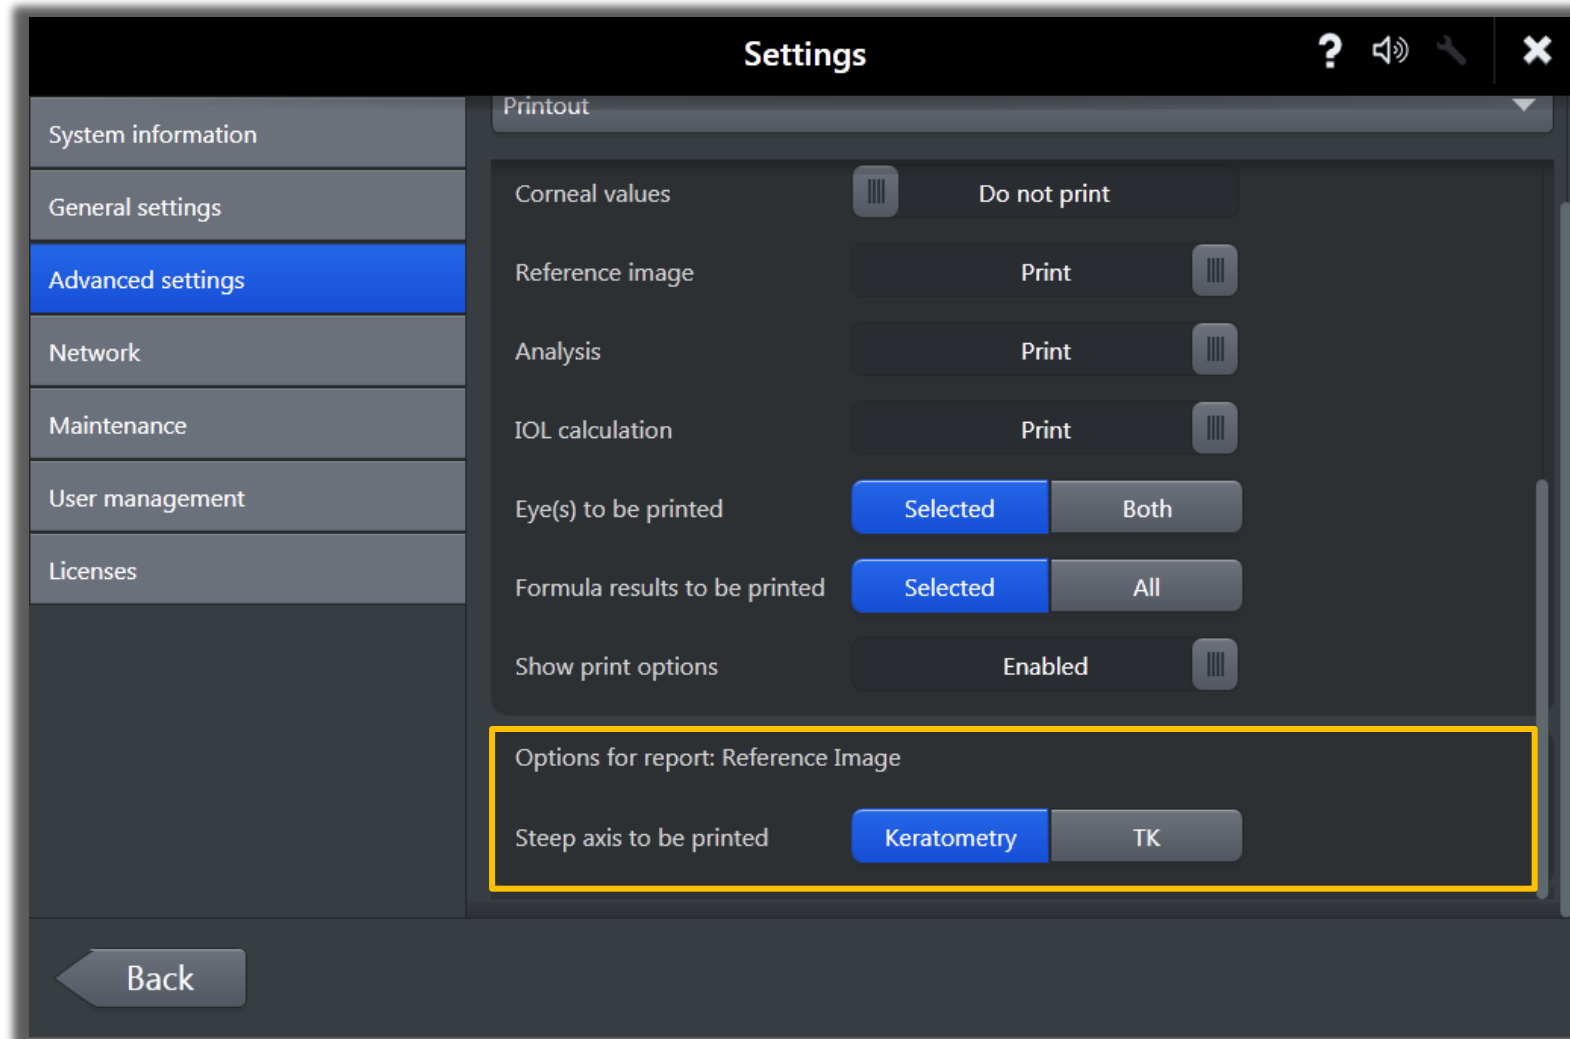 Settings
?
Printout
System information
General settings
Advanced settings
Network
Maintenance
User management
Licenses
Corneal values Do not print
Reference image Print
Analysis Print
IOL calculation Print
Eye(s) to be printed Selected Both
Formula results to be printed Selected All
Show print options Enabled
Options for report: Reference Image
Steep axis to be printed Keratometry TK
Back